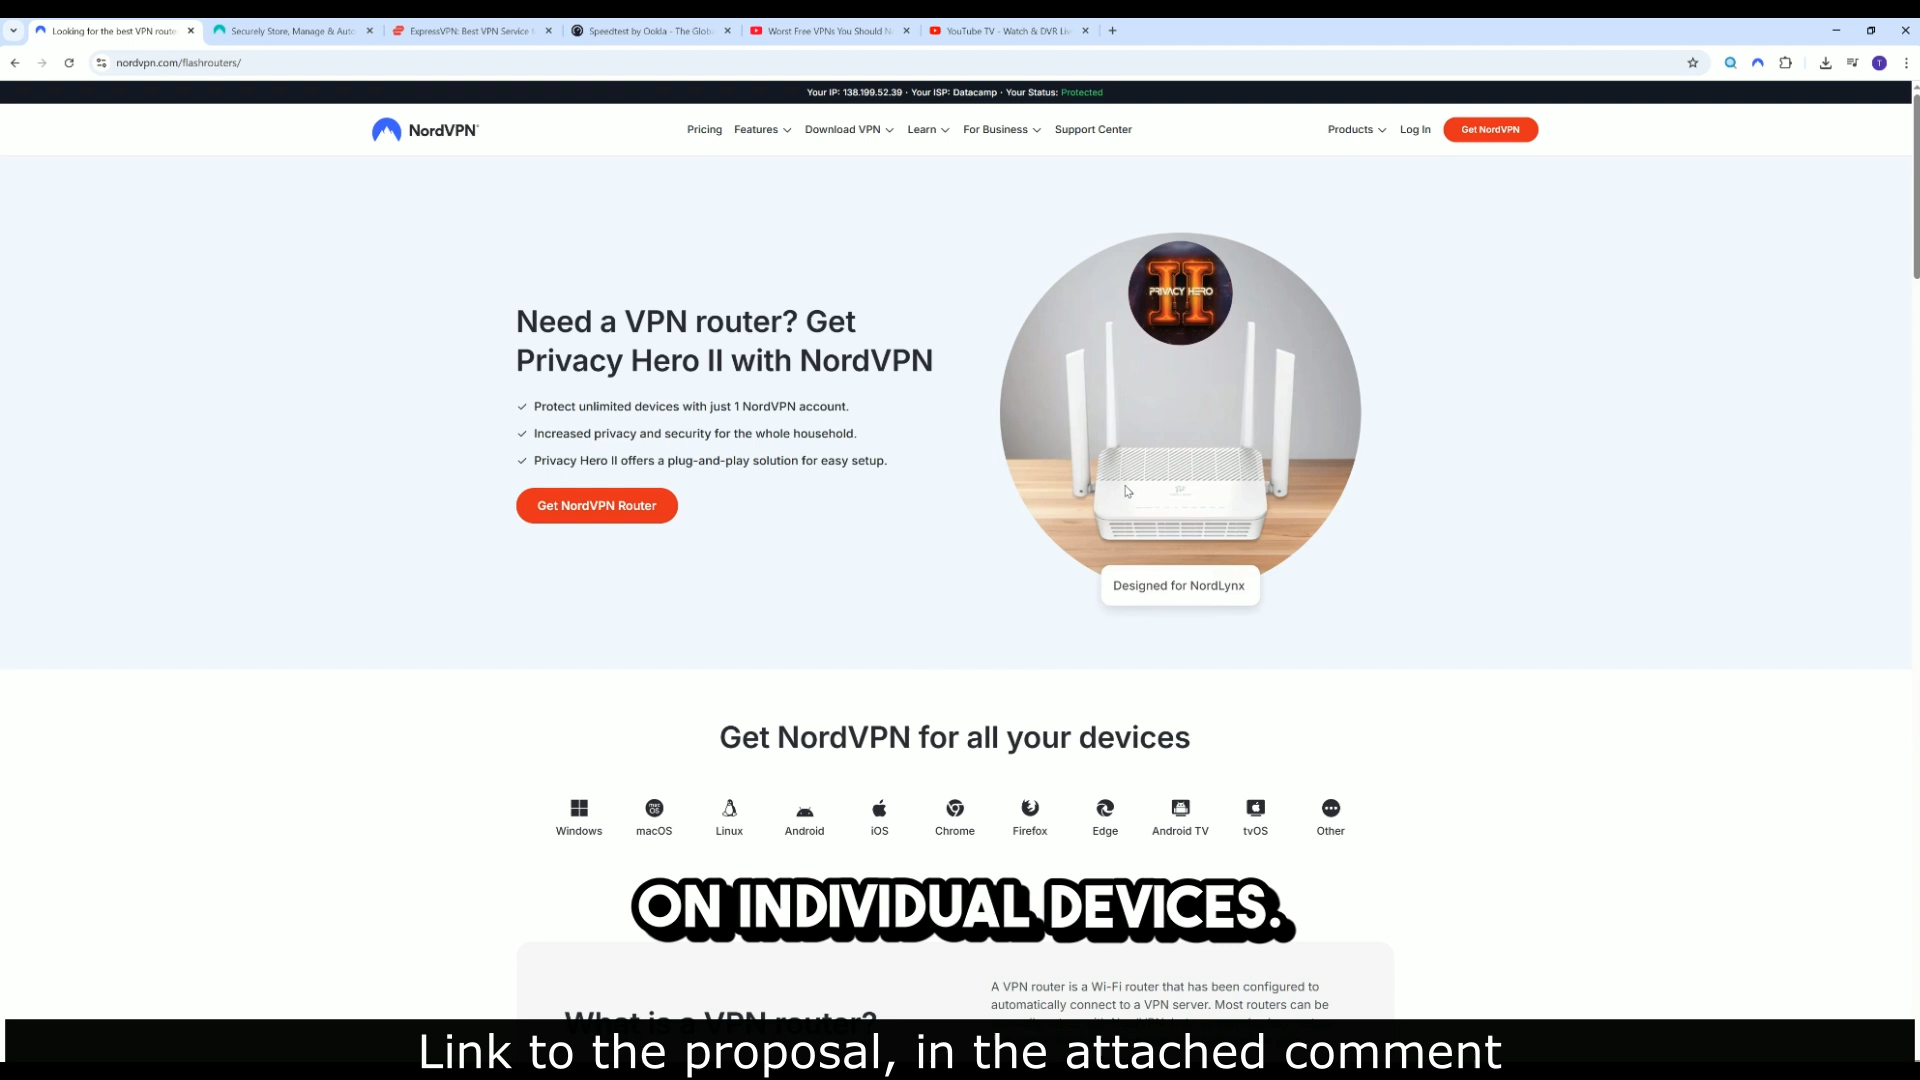 Looking for the best VPN route
Securely Store, Manage & Auto
ExpressVPN: Best VPN Service
Speedtest by Ookla - The Glob
Worst Free VPNs You Should N
YouTube TV - Watch & DVR Li
nordvpn.com/flashrouters/
T
Your IP: 138.199.52.39 · Your ISP: Datacamp · Your Status: Protected
NordVPN®
Pricing
Features
Download VPN
Learn
For Business
Support Center
Products
Log In
Get NordVPN
Need a VPN router? Get
Privacy Hero II with NordVPN
Protect unlimited devices with just 1 NordVPN account.
Increased privacy and security for the whole household.
Privacy Hero II offers a plug-and-play solution for easy setup.
Get NordVPN Router
II
PRIVACY HERO
Designed for NordLynx
Get NordVPN for all your devices
Windows
macOS
Linux
Android
iOS
Chrome
Firefox
Edge
Android TV
tvOS
Other
ON INDIVIDUAL DEVICES.
What is a VPN router?
A VPN router is a Wi-Fi router that has been configured to
automatically connect to a VPN server. Most routers can be
Link to the proposal, in the attached comment